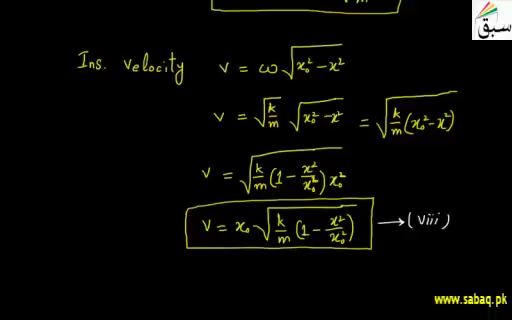 سبق
Ins. velocity v = ω√(x₀² − x²)
v = √(k/m) √(x₀² − x²) = √(k/m (x₀² − x²))
v = √(k/m (1 − x²/x₀²) x₀²)
v = x₀ √(k/m (1 − x²/x₀²)) → (viii)
www.sabaq.pk